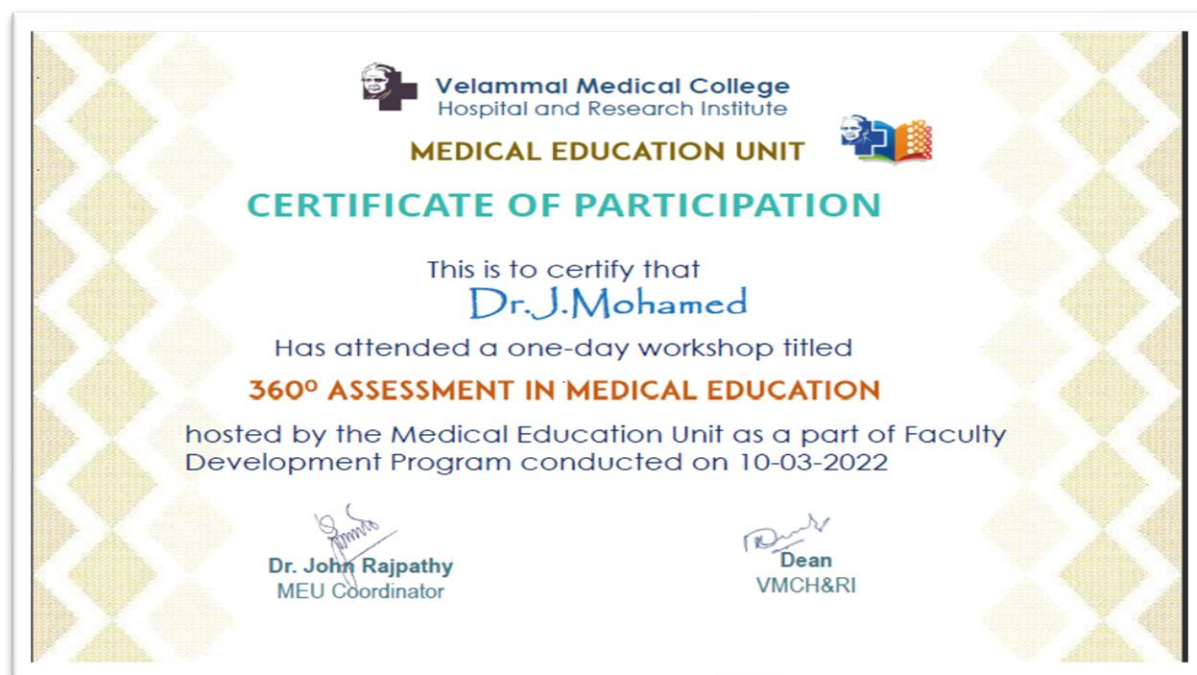 Velammal Medical College
Hospital and Research Institute
MEDICAL EDUCATION UNIT
CERTIFICATE OF PARTICIPATION
This is to certify that
Dr.J.Mohamed
Has attended a one-day workshop titled
360º ASSESSMENT IN MEDICAL EDUCATION
hosted by the Medical Education Unit as a part of Faculty
Development Program conducted on 10-03-2022
Dr. John Rajpathy
MEU Coordinator
Dean
VMCH&RI